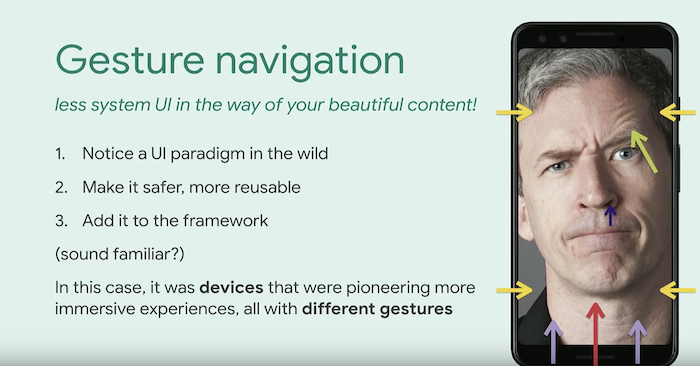 Gesture navigation
less system UI in the way of your beautiful content!
1. Notice a UI paradigm in the wild
2. Make it safer, more reusable
3. Add it to the framework
(sound familiar?)
In this case, it was devices that were pioneering more
immersive experiences, all with different gestures